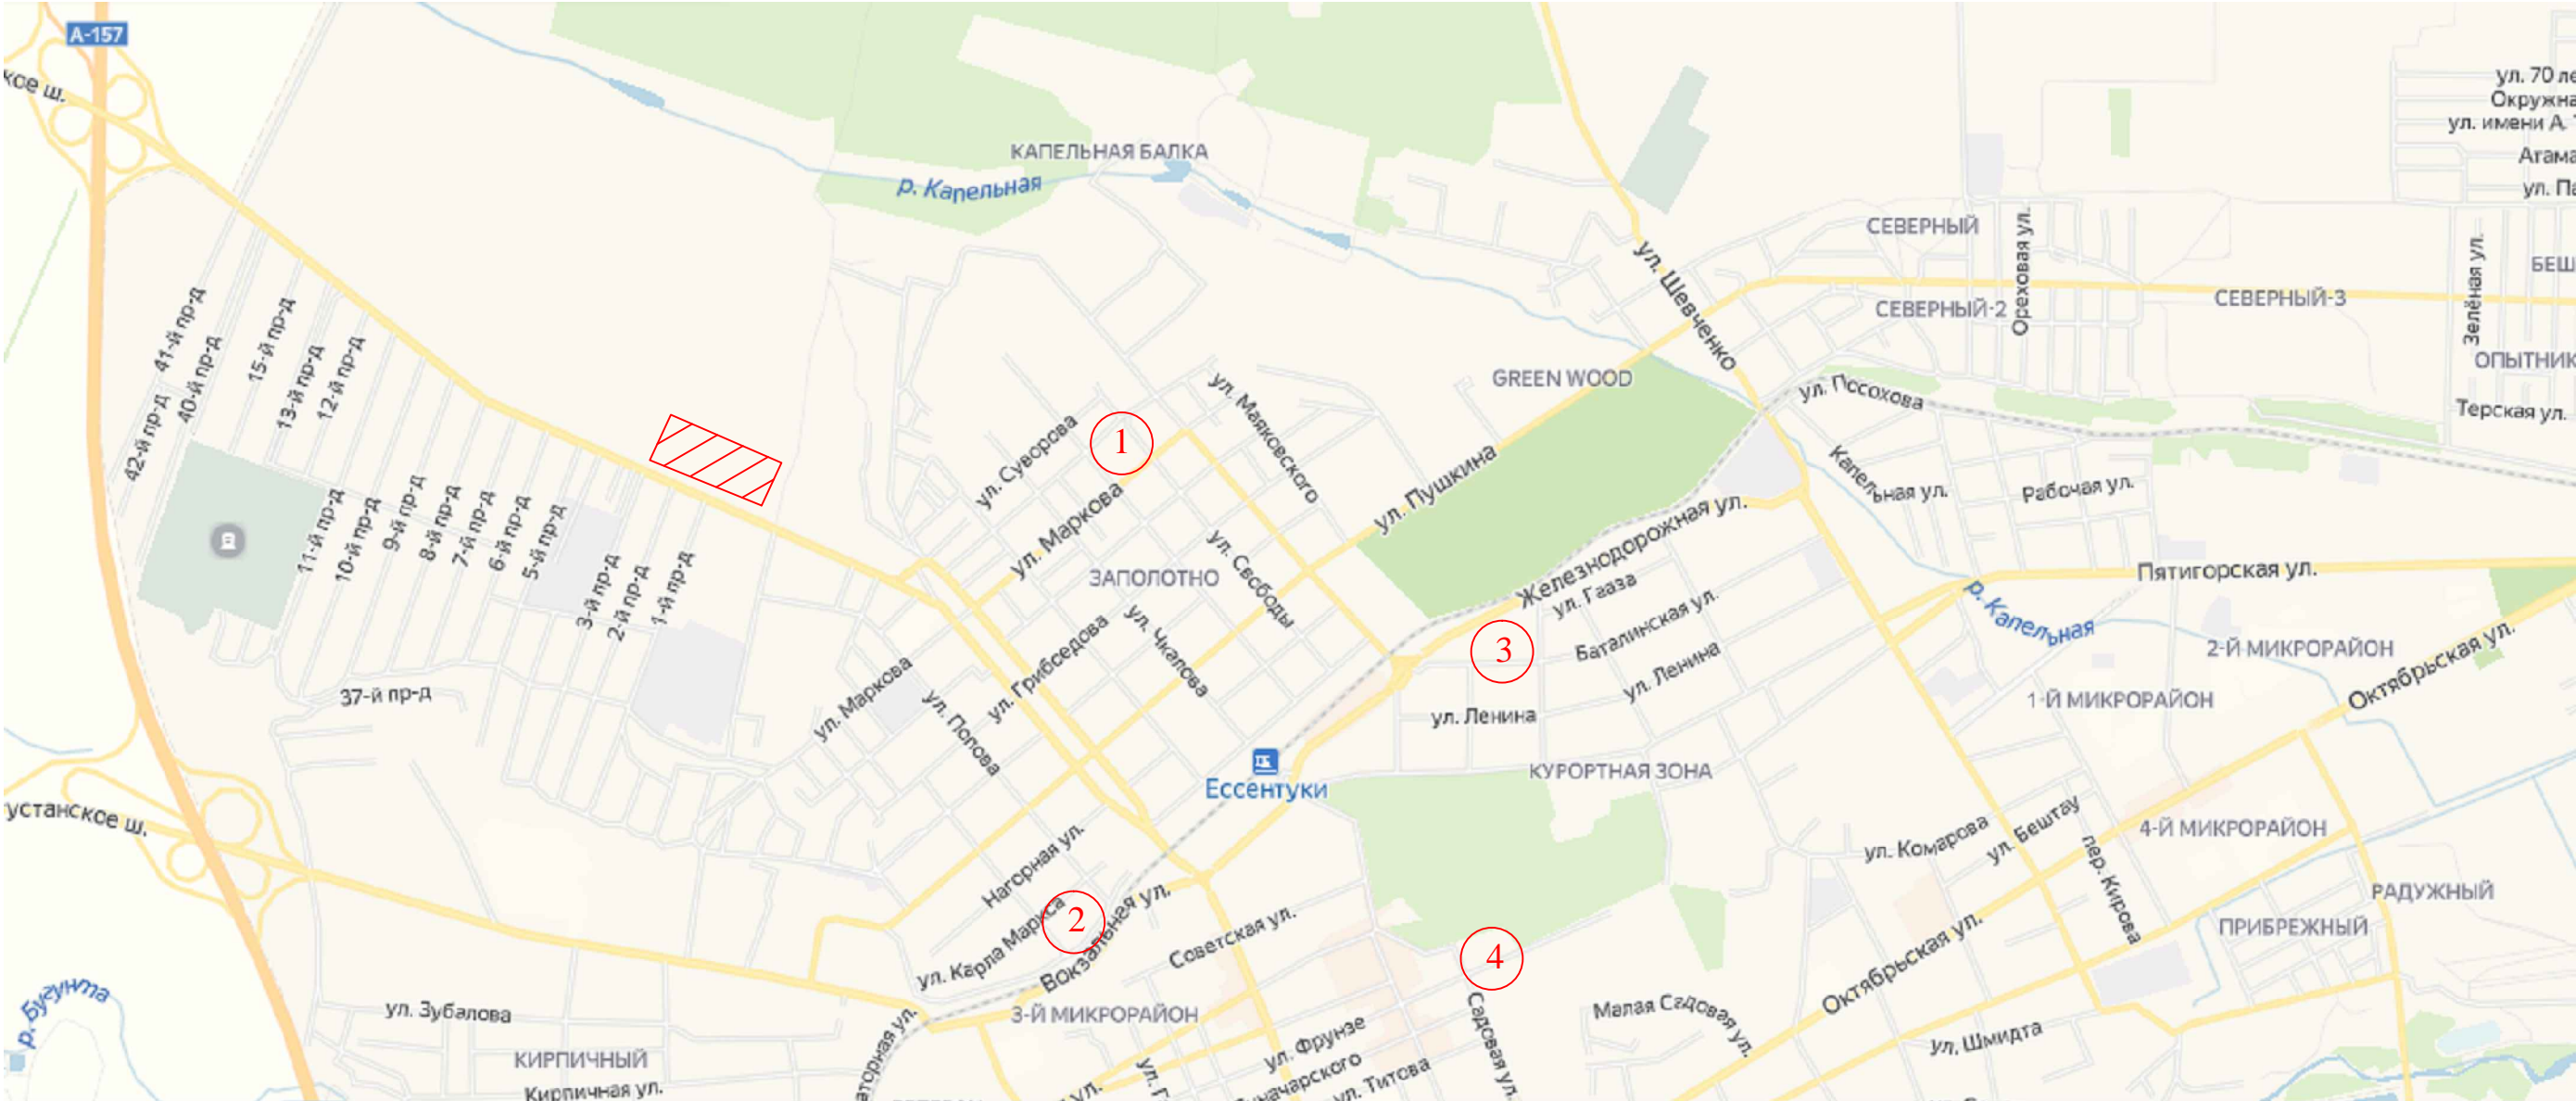 А-157
кое ш.
ул. 70 ле
Окружна
ул. имени А.
Атама
ул. Па
КАПЕЛЬНАЯ БАЛКА
р. Капельная
СЕВЕРНЫЙ
Ореховая ул.
Зелёная ул.
БЕШ
ул. Шевченко
СЕВЕРНЫЙ-2
СЕВЕРНЫЙ-3
ОПЫТНИК
41-й пр-д
40-й пр-д
15-й пр-д
13-й пр-д
12-й пр-д
42-й пр-д
GREEN WOOD
ул. Посохова
Терская ул.
ул. Маяковского
ул. Суворова
1
ул. Маркова
ул. Пушкина
Капельная ул.
Рабочая ул.
11-й пр-д
10-й пр-д
9-й пр-д
8-й пр-д
7-й пр-д
6-й пр-д
5-й пр-д
3-й пр-д
2-й пр-д
1-й пр-д
ЗАПОЛОТНО
ул. Свободы
Железнодорожная ул.
ул. Гааза
Баталинская ул.
Пятигорская ул.
р. Капельная
3
ул. Грибоедова
ул. Чкалова
ул. Маркова
ул. Попова
37-й пр-д
ул. Ленина
ул. Ленина
2-Й МИКРОРАЙОН
1-Й МИКРОРАЙОН
Октябрьская ул.
Ессентуки
КУРОРТНАЯ ЗОНА
устанское ш.
Нагорная ул.
ул. Комарова
ул. Бештау
пер. Кирова
4-Й МИКРОРАЙОН
РАДУЖНЫЙ
ПРИБРЕЖНЫЙ
2
ул. Карла Маркса
Вокзальная ул.
Советская ул.
4
Октябрьская ул.
р. Бугунта
ул. Зубалова
3-Й МИКРОРАЙОН
Садовая ул.
Малая Садовая ул.
ул. Шмидта
КИРПИЧНЫЙ
Кирпичная ул.
аторная ул.
ул. Фрунзе
начарского
ул. Титова
ул.
ул. Г